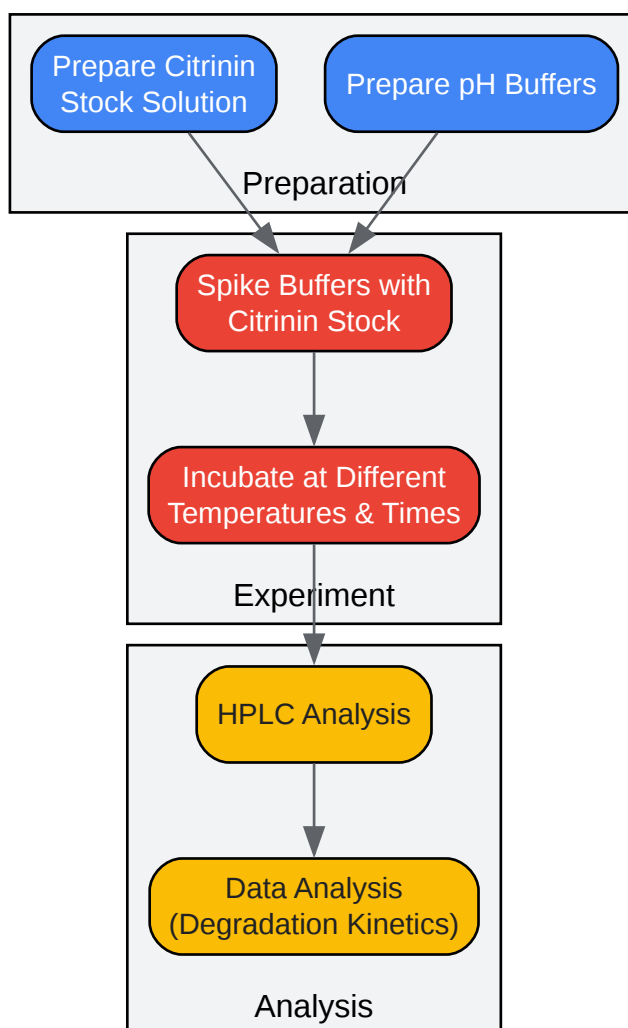 Prepare Citrinin
Stock Solution
Prepare pH Buffers
Preparation
Spike Buffers with
Citrinin Stock
Incubate at Different
Temperatures & Times
Experiment
HPLC Analysis
Data Analysis
(Degradation Kinetics)
Analysis